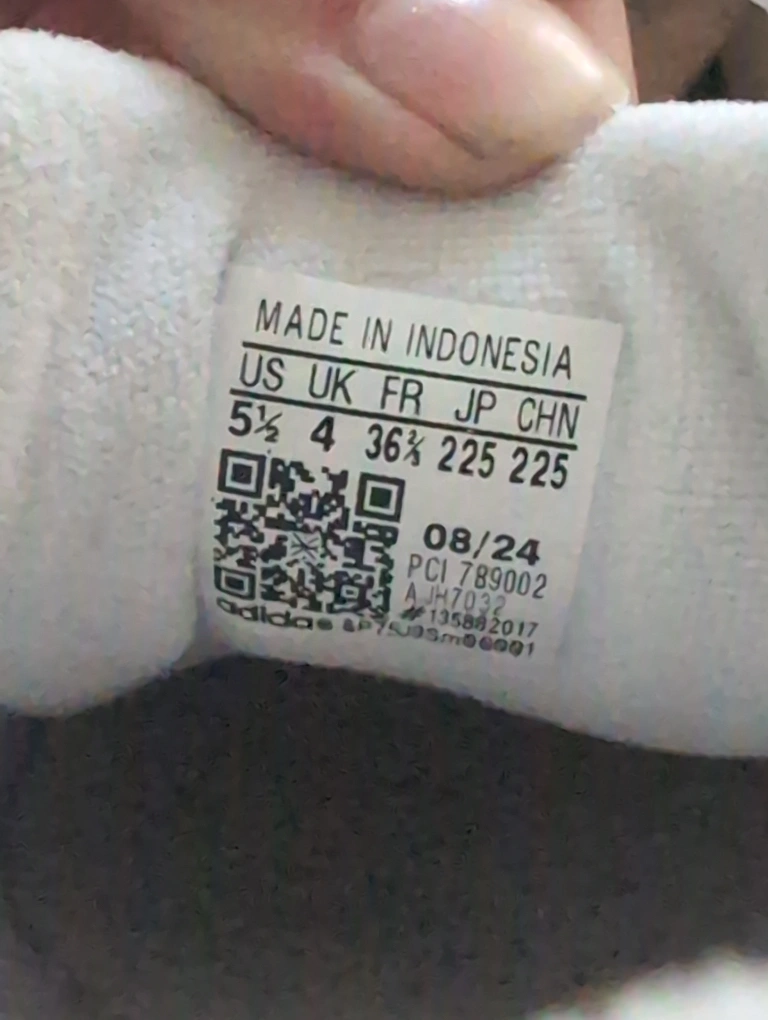 MADE IN INDONESIA
US UK FR JP CHN
5½ 4 36⅔ 225 225
08/24
PCI 789002
#135882017
adidas®